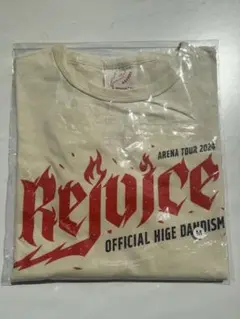 ARENA TOUR 2024
Rejoice
OFFICIAL HIGE DANDISM
M